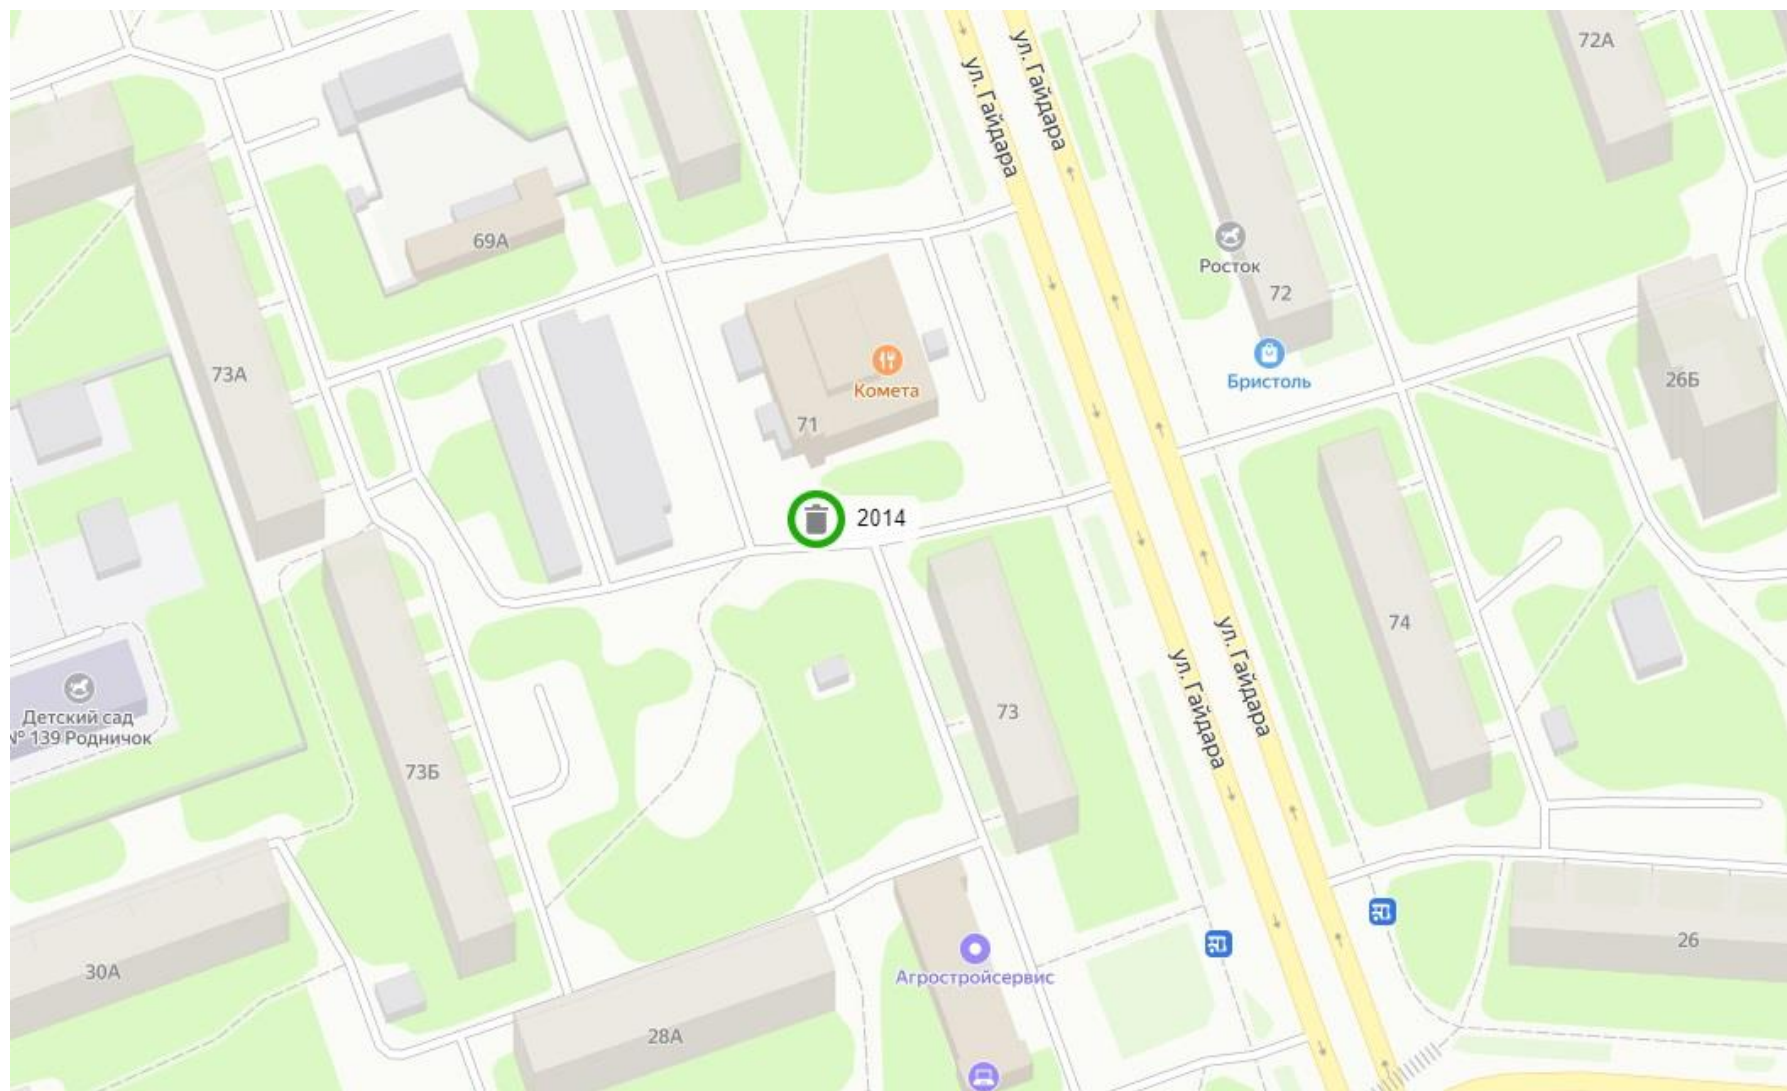 72А
ул. Гайдара
ул. Гайдара
69А
Росток
72
73А
Комета
Бристоль
26Б
71
2014
74
ул. Гайдара
ул. Гайдара
73
Детский сад
№ 139 Родничок
73Б
26
30А
Агростройсервис
28А